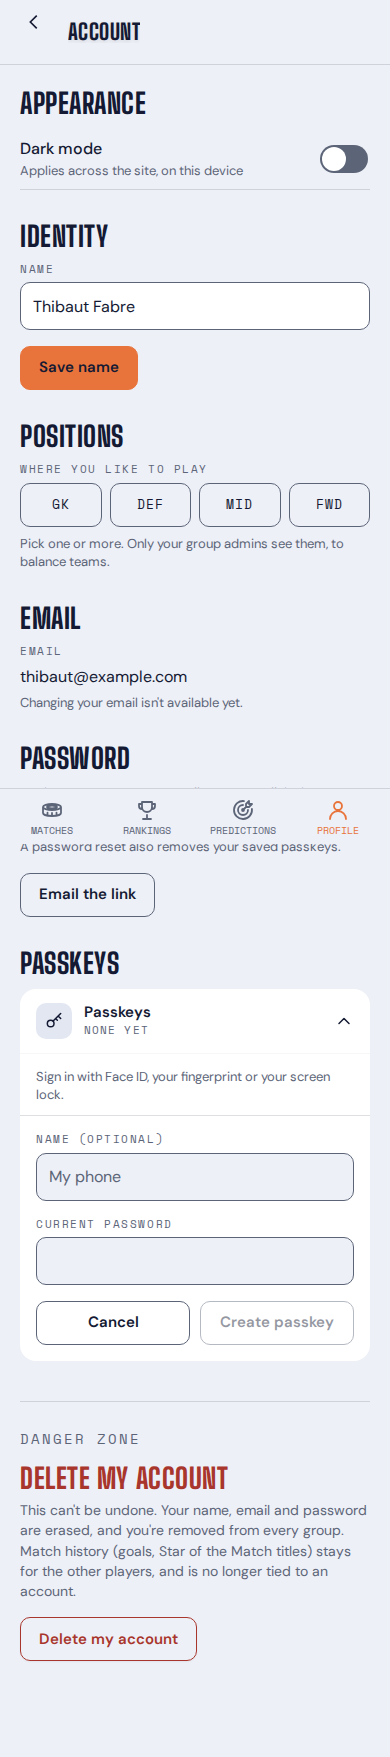 ACCOUNT
APPEARANCE
Dark mode
Applies across the site, on this device
IDENTITY
NAME
Thibaut Fabre
Save name
POSITIONS
WHERE YOU LIKE TO PLAY
GK DEF MID FWD
Pick one or more. Only your group admins see them, to
balance teams.
EMAIL
EMAIL
thibaut@example.com
Changing your email isn't available yet.
PASSWORD
MATCHES RANKINGS PREDICTIONS PROFILE
A password reset also removes your saved passkeys.
Email the link
PASSKEYS
Passkeys
NONE YET
Sign in with Face ID, your fingerprint or your screen
lock.
NAME (OPTIONAL)
My phone
CURRENT PASSWORD
Cancel Create passkey
DANGER ZONE
DELETE MY ACCOUNT
This can't be undone. Your name, email and password
are erased, and you're removed from every group.
Match history (goals, Star of the Match titles) stays
for the other players, and is no longer tied to an
account.
Delete my account